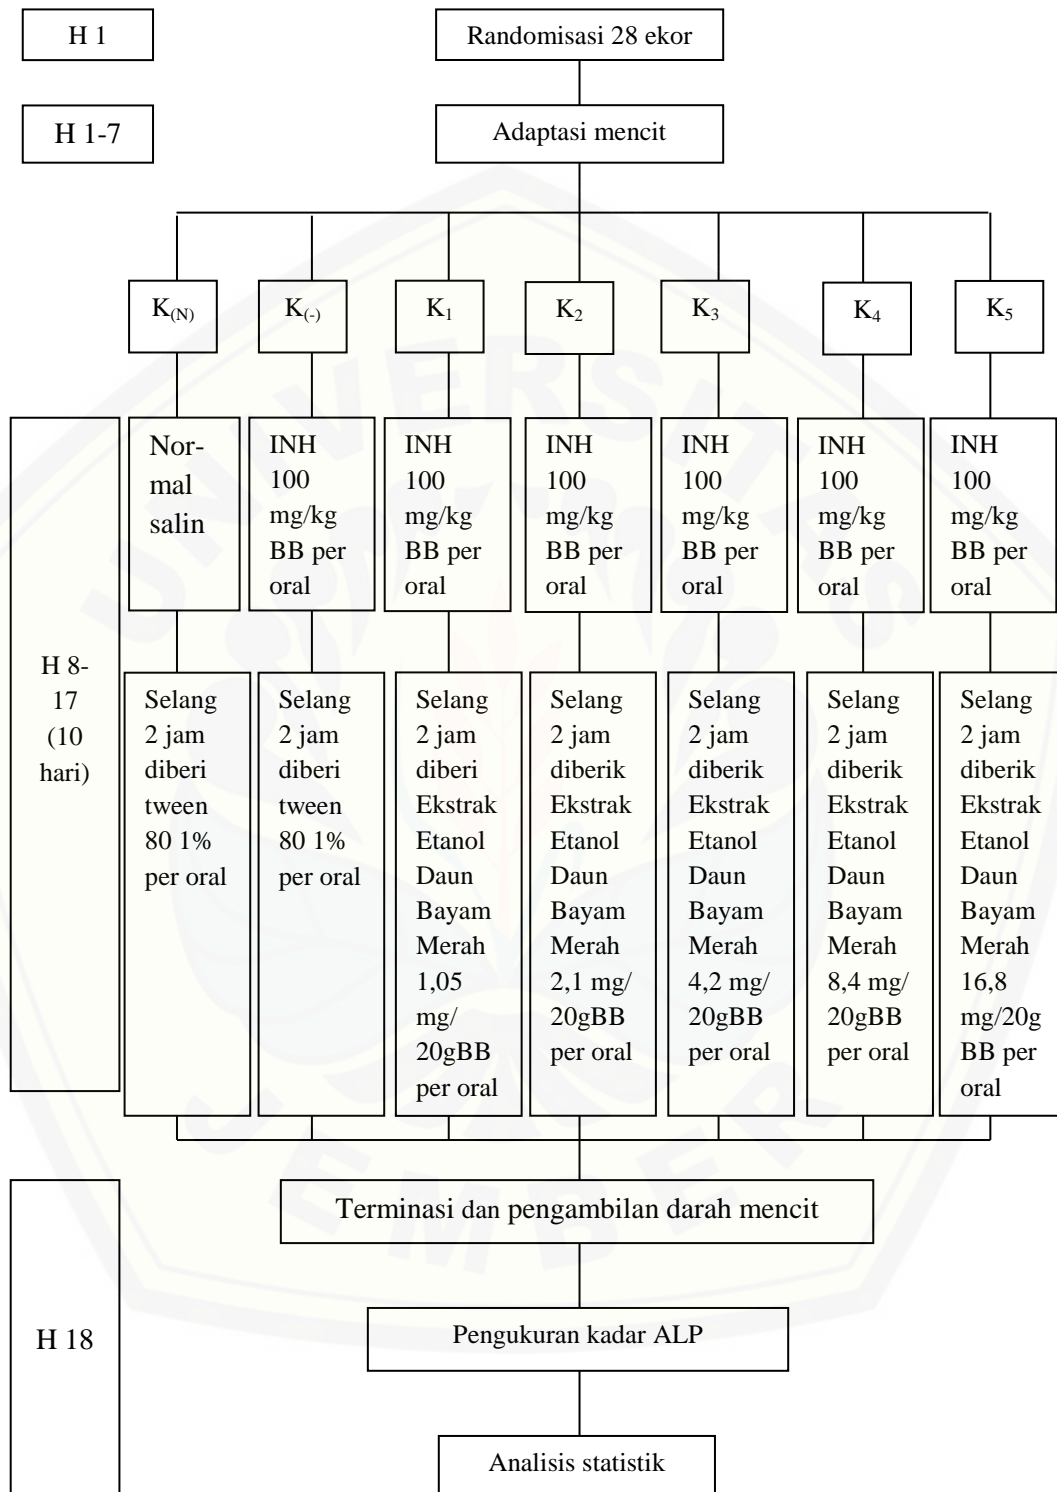 H 1
Randomisasi 28 ekor
H 1-7
Adaptasi mencit
K(N)
K(-)
K1
K2
K3
K4
K5
Nor-
mal
salin
INH
100
mg/kg
BB per
oral
INH
100
mg/kg
BB per
oral
INH
100
mg/kg
BB per
oral
INH
100
mg/kg
BB per
oral
INH
100
mg/kg
BB per
oral
INH
100
mg/kg
BB per
oral
H 8-
17
(10
hari)
Selang
2 jam
diberi
tween
80 1%
per oral
Selang
2 jam
diberi
tween
80 1%
per oral
Selang
2 jam
diberi
Ekstrak
Etanol
Daun
Bayam
Merah
1,05
mg/
20gBB
per oral
Selang
2 jam
diberik
Ekstrak
Etanol
Daun
Bayam
Merah
2,1 mg/
20gBB
per oral
Selang
2 jam
diberik
Ekstrak
Etanol
Daun
Bayam
Merah
4,2 mg/
20gBB
per oral
Selang
2 jam
diberik
Ekstrak
Etanol
Daun
Bayam
Merah
8,4 mg/
20gBB
per oral
Selang
2 jam
diberik
Ekstrak
Etanol
Daun
Bayam
Merah
16,8
mg/20g
BB per
oral
Terminasi dan pengambilan darah mencit
H 18
Pengukuran kadar ALP
Analisis statistik
UNIVERSITAS
JEMBER